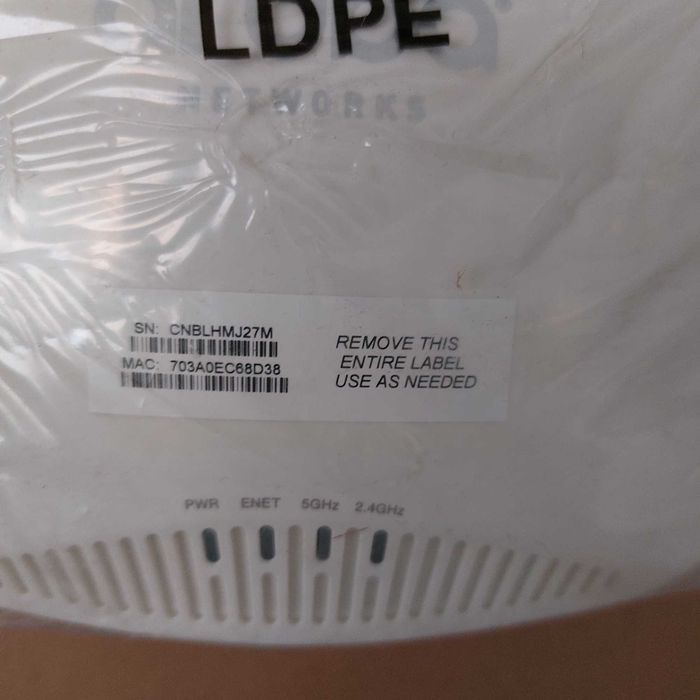 LDPE
NETWORKS
SN: CNBLHMJ27M
MAC: 703A0EC68D38
REMOVE THIS
ENTIRE LABEL
USE AS NEEDED
PWR ENET 5GHz 2.4GHz